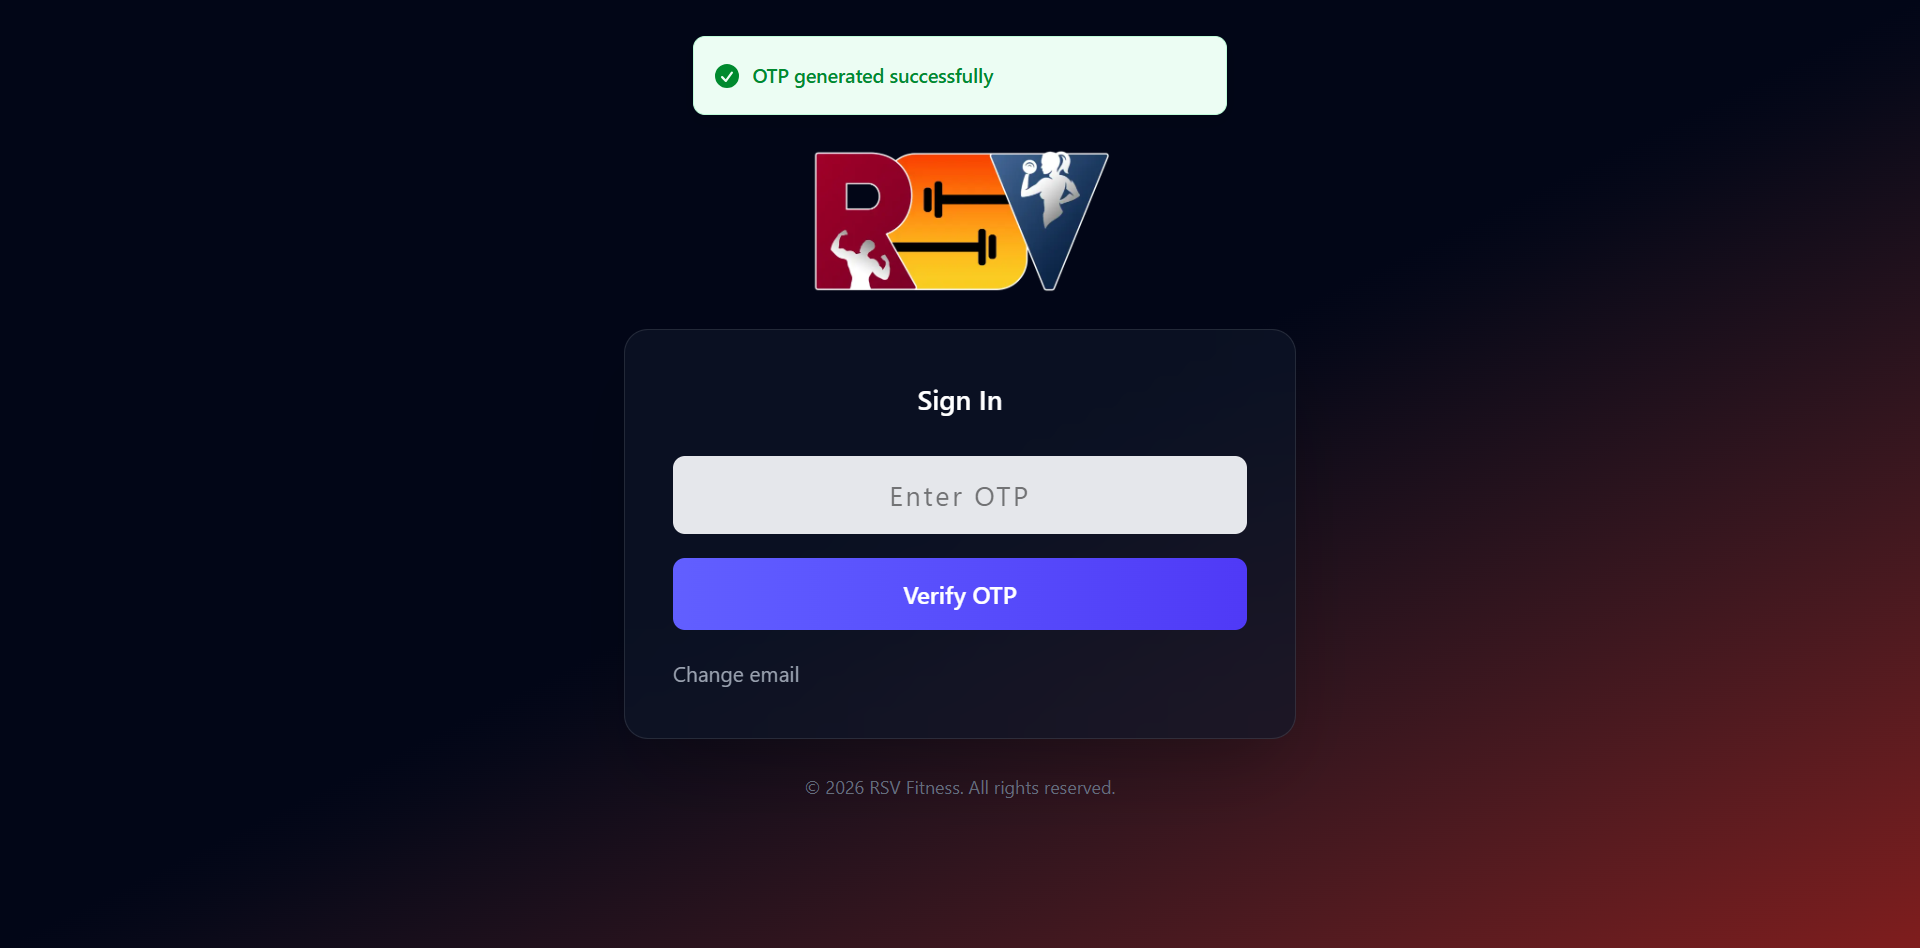 OTP generated successfully
RSV
Sign In
Enter OTP
Verify OTP
Change email
© 2026 RSV Fitness. All rights reserved.